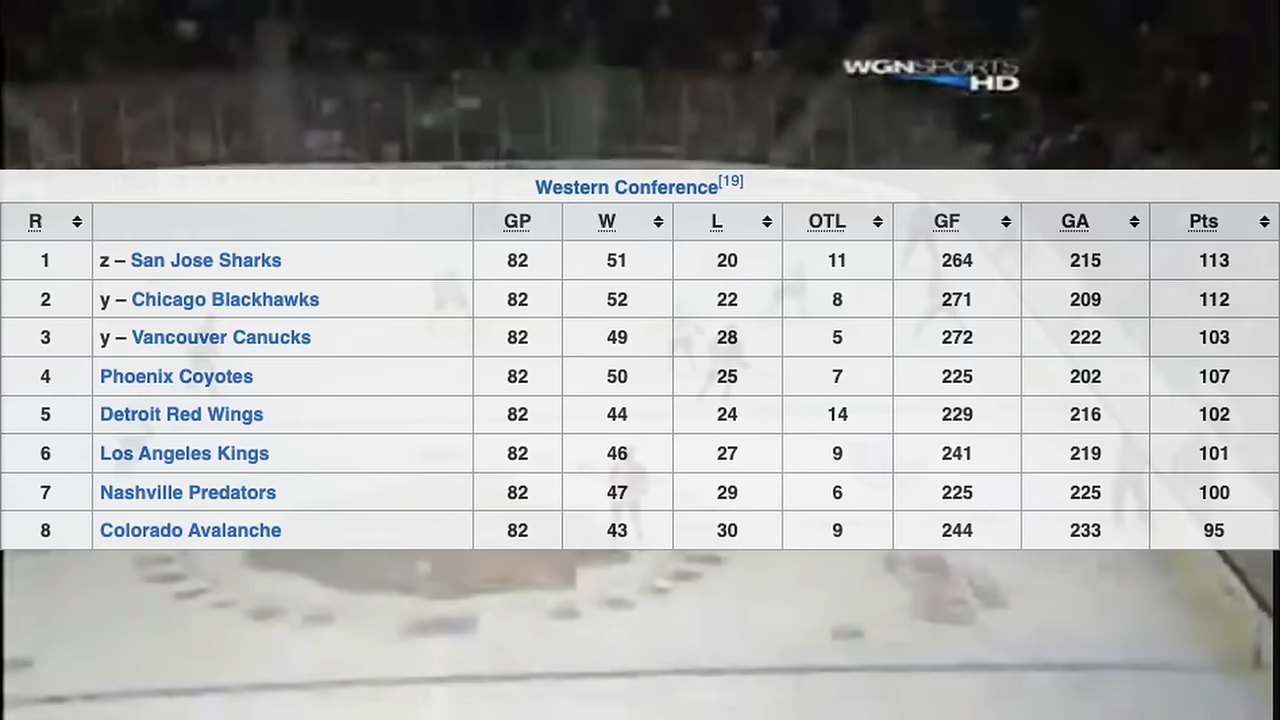 WGNSPORTS
HD
Western Conference[19]
R GP W L OTL GF GA Pts
1 z – San Jose Sharks 82 51 20 11 264 215 113
2 y – Chicago Blackhawks 82 52 22 8 271 209 112
3 y – Vancouver Canucks 82 49 28 5 272 222 103
4 Phoenix Coyotes 82 50 25 7 225 202 107
5 Detroit Red Wings 82 44 24 14 229 216 102
6 Los Angeles Kings 82 46 27 9 241 219 101
7 Nashville Predators 82 47 29 6 225 225 100
8 Colorado Avalanche 82 43 30 9 244 233 95